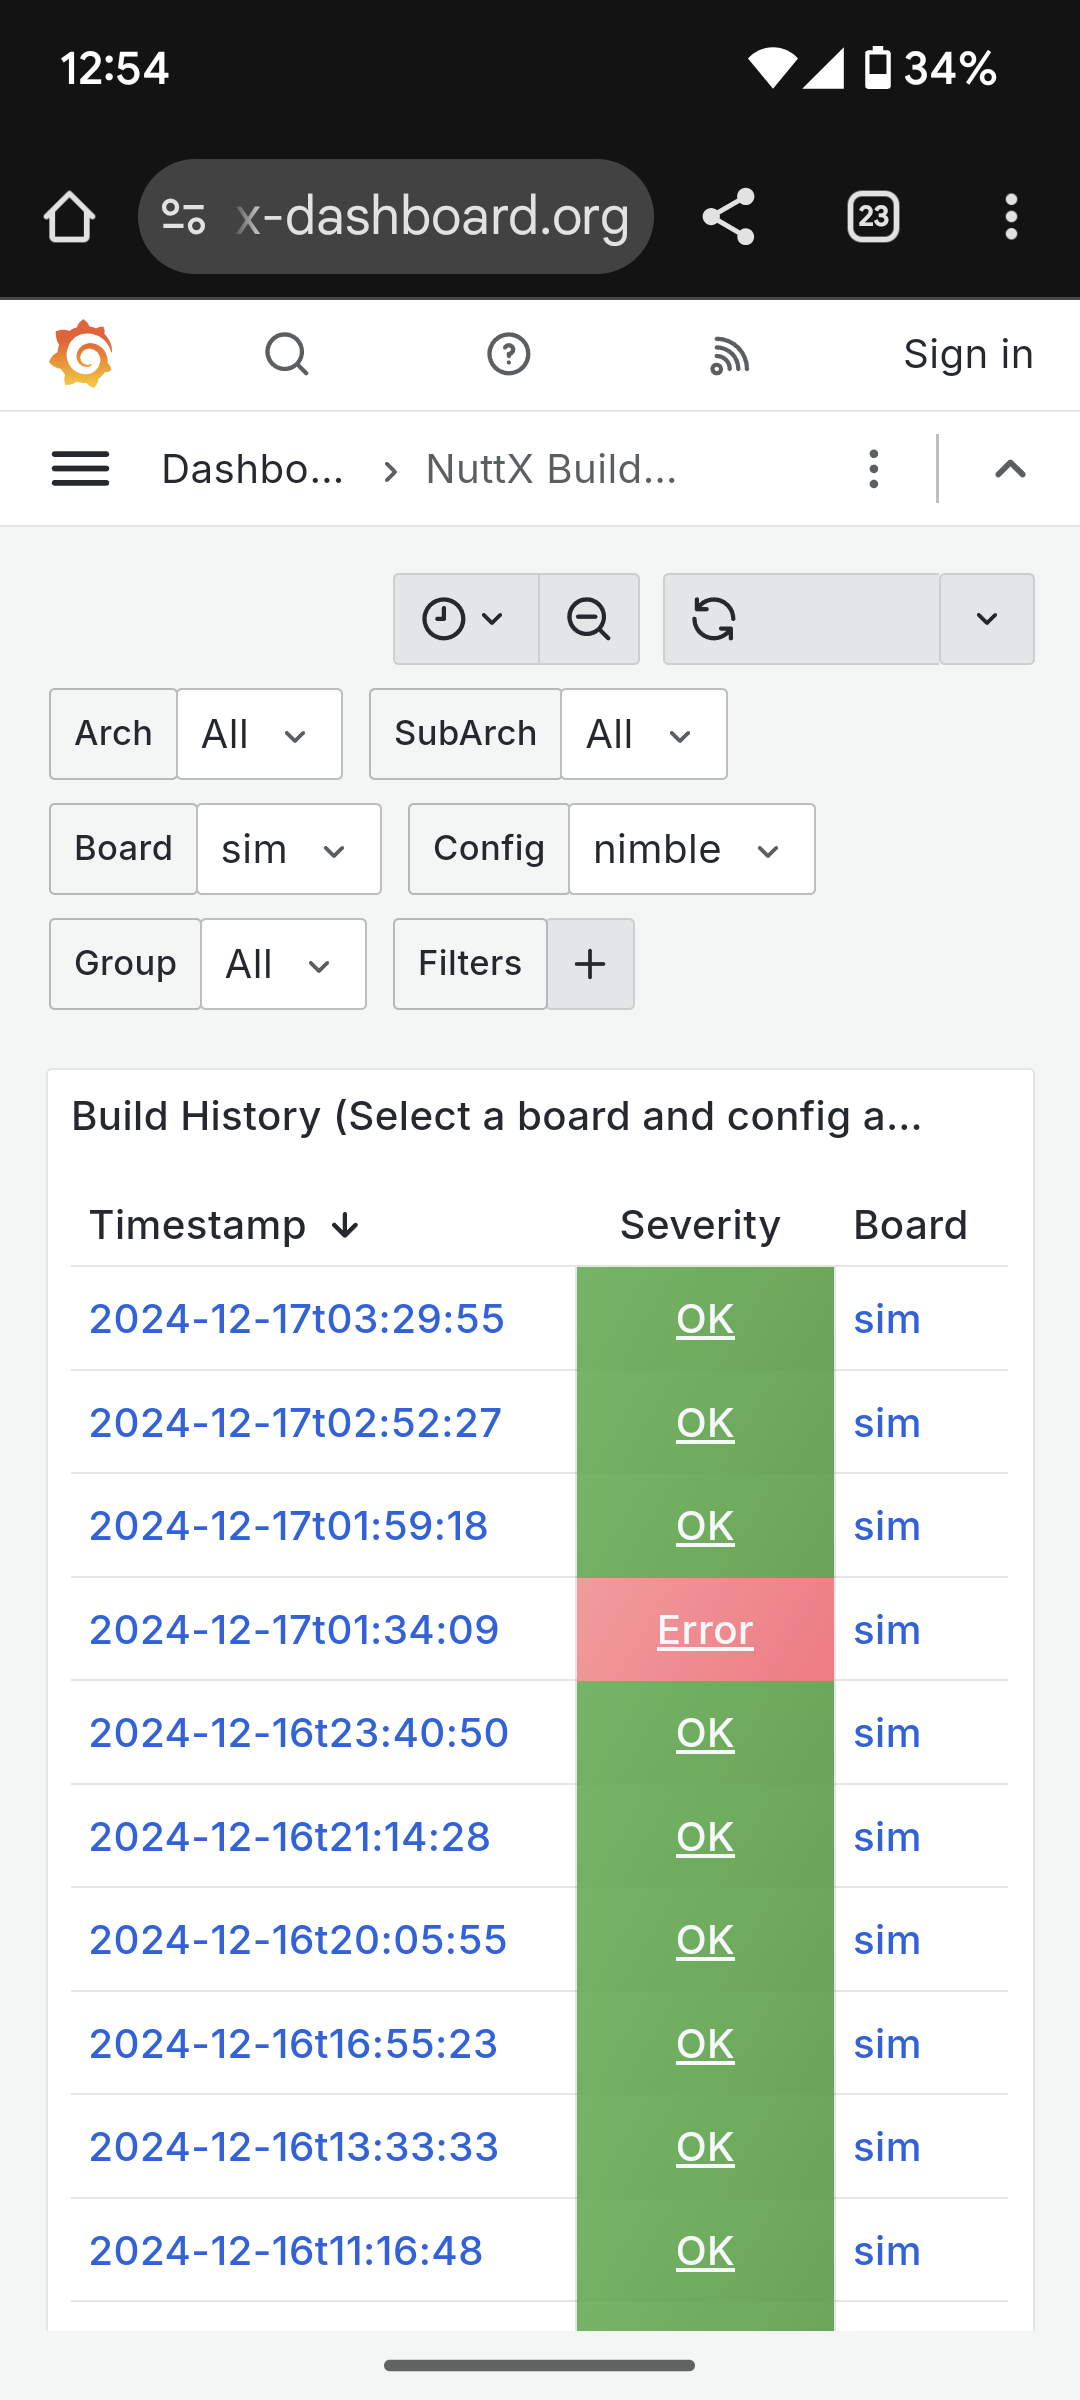 12:54 34%
x-dashboard.org 23
Sign in
Dashbo... › NuttX Build...
Arch All SubArch All
Board sim Config nimble
Group All Filters +
Build History (Select a board and config a...
Timestamp ↓ Severity Board
2024-12-17t03:29:55 OK sim
2024-12-17t02:52:27 OK sim
2024-12-17t01:59:18 OK sim
2024-12-17t01:34:09 Error sim
2024-12-16t23:40:50 OK sim
2024-12-16t21:14:28 OK sim
2024-12-16t20:05:55 OK sim
2024-12-16t16:55:23 OK sim
2024-12-16t13:33:33 OK sim
2024-12-16t11:16:48 OK sim